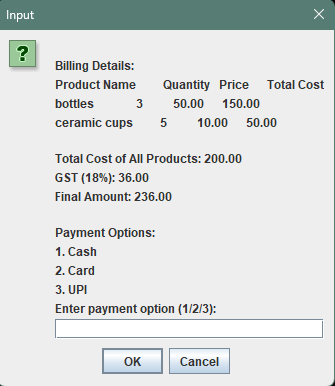 Input
Billing Details:
Product Name Quantity Price Total Cost
bottles 3 50.00 150.00
ceramic cups 5 10.00 50.00
Total Cost of All Products: 200.00
GST (18%): 36.00
Final Amount: 236.00
Payment Options:
1. Cash
2. Card
3. UPI
Enter payment option (1/2/3):
OK Cancel